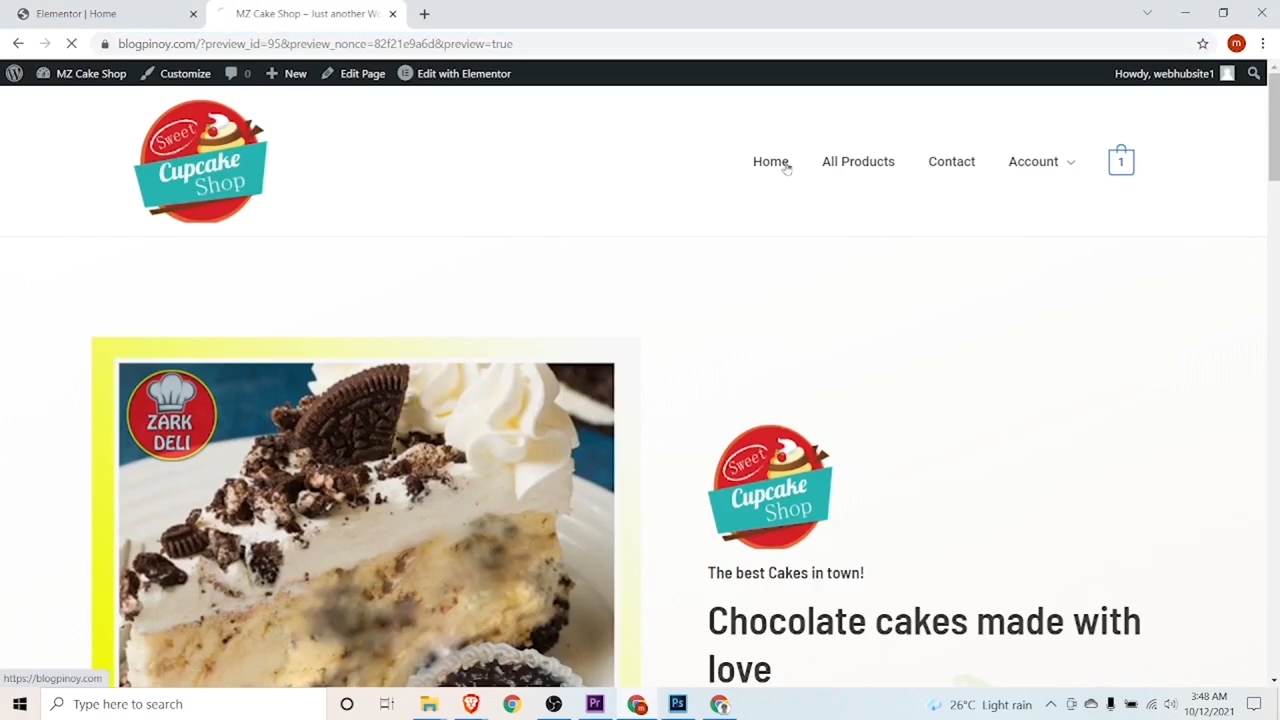 Elementor | Home
MZ Cake Shop – Just another Wo
blogpinoy.com/?preview_id=95&preview_nonce=82f21e9a6d&preview=true
m
MZ Cake Shop
Customize
0
New
Edit Page
Edit with Elementor
Howdy, webhubsite1
Sweet
Cupcake
Shop
Home
All Products
Contact
Account
1
ZARK
DELI
Sweet
Cupcake
Shop
The best Cakes in town!
Chocolate cakes made with
love
https://blogpinoy.com
Type here to search
Pr
m
Ps
26°C Light rain
3:48 AM
10/12/2021